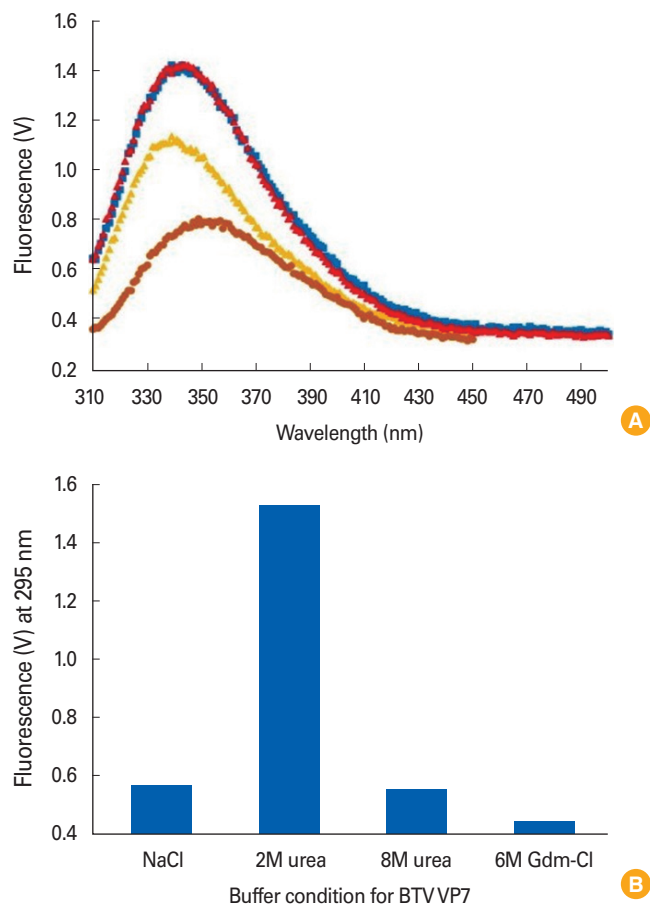 1.6
1.4
1.2
1.0
0.8
0.6
0.4
0.2
Fluorescence (V)
310 330 350 370 390 410 430 450 470 490
Wavelength (nm)
A
1.6
1.4
1.2
1.0
0.8
0.6
0.4
Fluorescence (V) at 295 nm
NaCl 2M urea 8M urea 6M Gdm-Cl
Buffer condition for BTV VP7
B